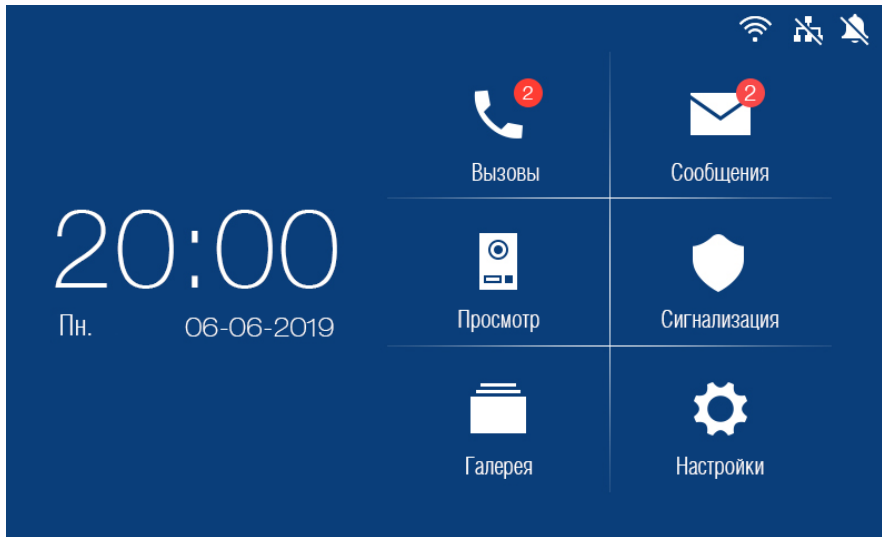 2
2
Вызовы
Сообщения
20:00
Пн.
06-06-2019
Просмотр
Сигнализация
Галерея
Настройки